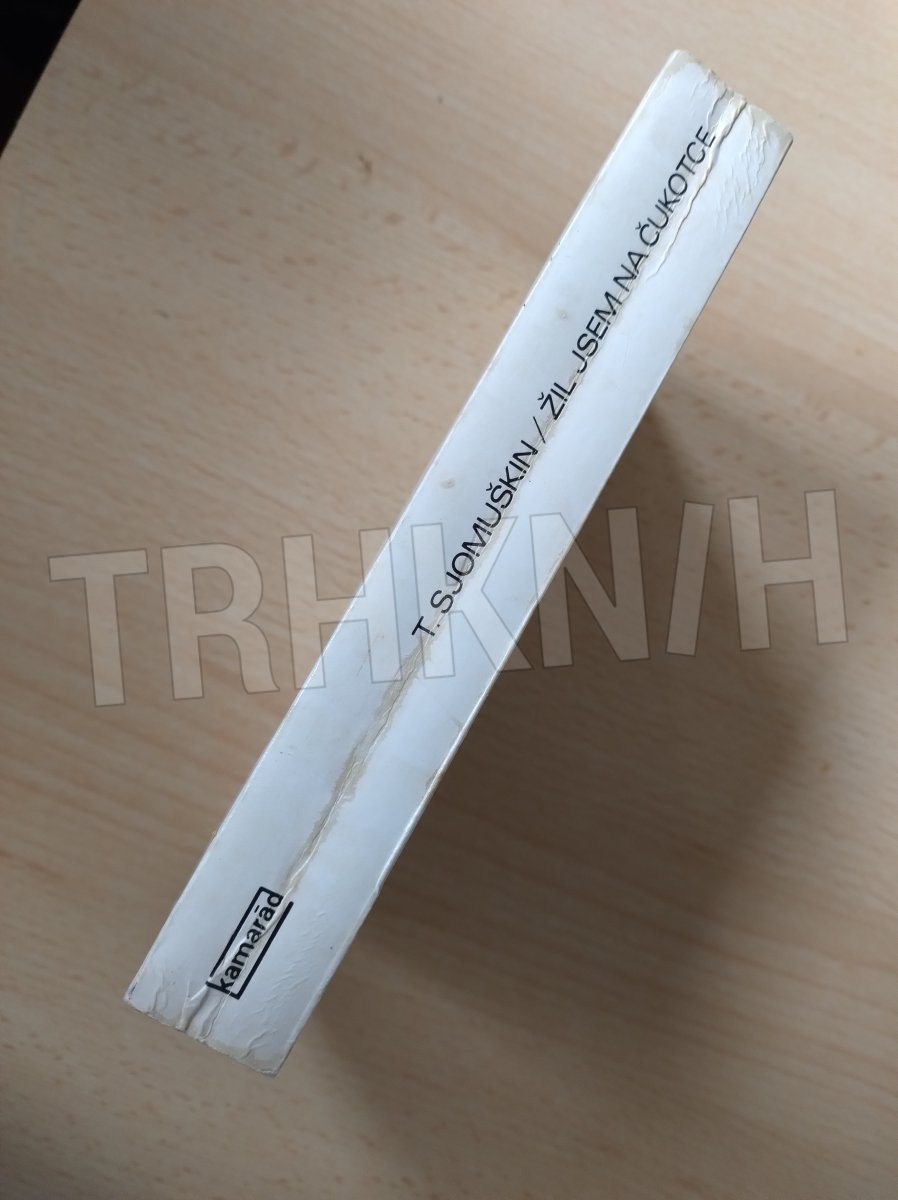 T. SJOMUŠKIN / ŽIL JSEM NA ČUKOTCE
kamarád
TRHKNIH